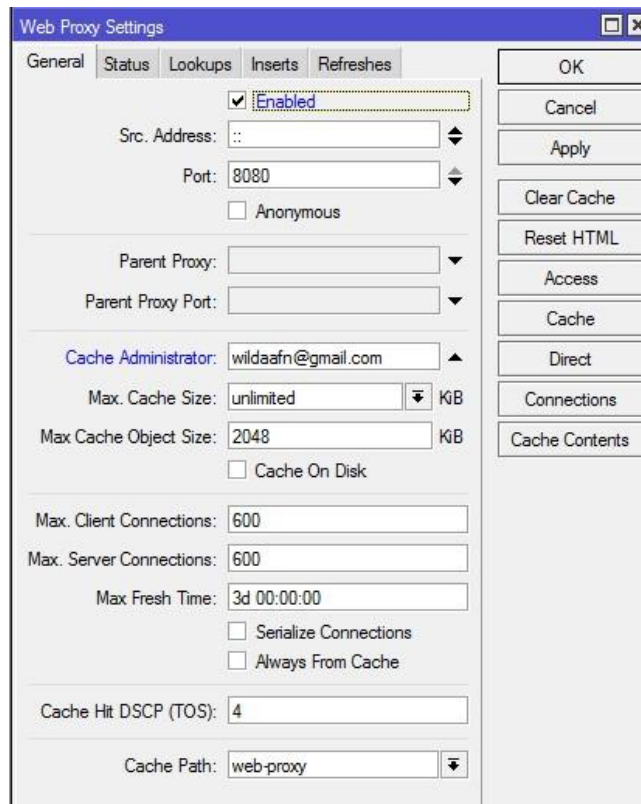 Web Proxy Settings
General Status Lookups Inserts Refreshes
Enabled
Src. Address: ::
Port: 8080
Anonymous
Parent Proxy:
Parent Proxy Port:
Cache Administrator: wildaafn@gmail.com
Max. Cache Size: unlimited KiB
Max Cache Object Size: 2048 KiB
Cache On Disk
Max. Client Connections: 600
Max. Server Connections: 600
Max Fresh Time: 3d 00:00:00
Serialize Connections
Always From Cache
Cache Hit DSCP (TOS): 4
Cache Path: web-proxy
OK
Cancel
Apply
Clear Cache
Reset HTML
Access
Cache
Direct
Connections
Cache Contents